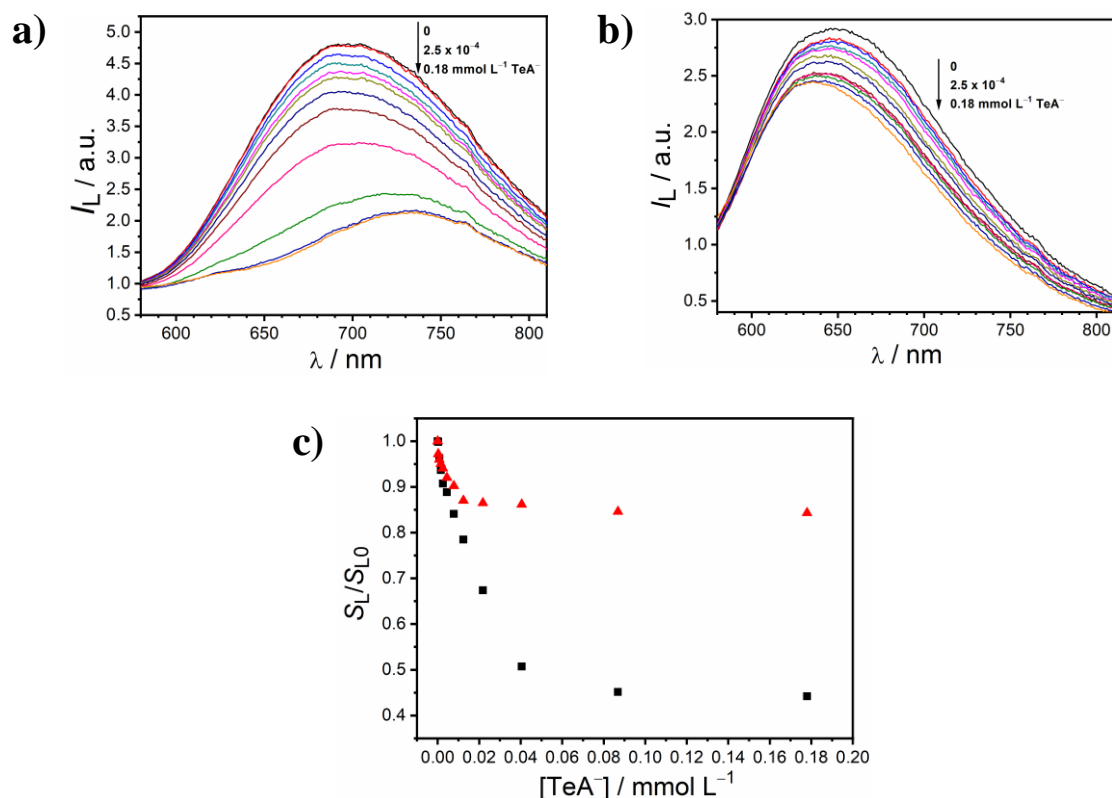 a)
5.0
4.5
4.0
3.5
3.0
2.5
2.0
1.5
1.0
0.5
I_L / a.u.
0
2.5 x 10⁻⁴
0.18 mmol L⁻¹ TeA⁻
600 650 700 750 800
λ / nm
b)
3.0
2.5
2.0
1.5
1.0
0.5
I_L / a.u.
0
2.5 x 10⁻⁴
0.18 mmol L⁻¹ TeA⁻
600 650 700 750 800
λ / nm
c)
1.0
0.9
0.8
0.7
0.6
0.5
0.4
S_L/S_L0
0.00 0.02 0.04 0.06 0.08 0.10 0.12 0.14 0.16 0.18 0.20
[TeA⁻] / mmol L⁻¹